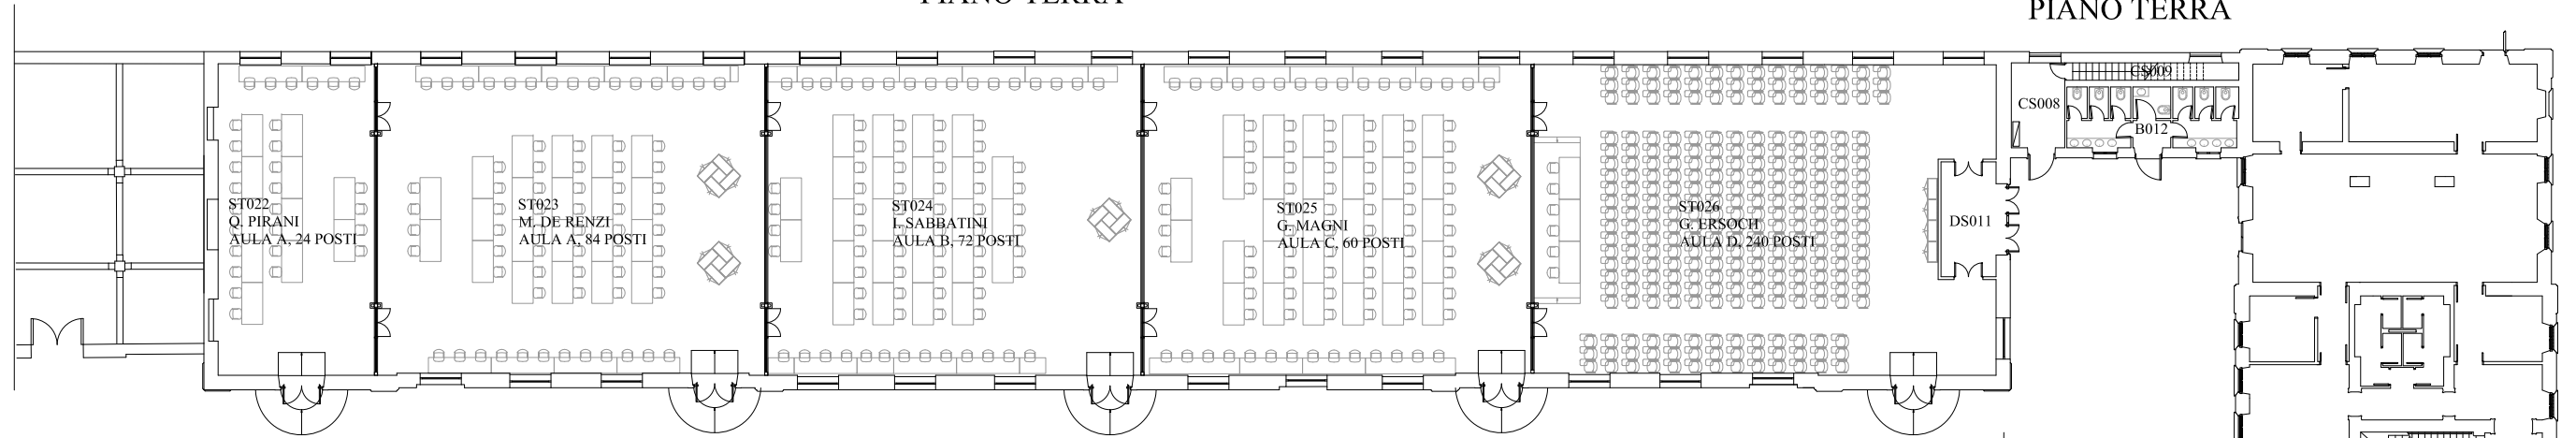 PIANO TERRA
PIANO TERRA
ST022
Q. PIRANI
AULA A, 24 POSTI
ST023
M. DE RENZI
AULA A, 84 POSTI
ST024
I. SABBATINI
AULA B, 72 POSTI
ST025
G. MAGNI
AULA C, 60 POSTI
ST026
G. ERSOCH
AULA D, 240 POSTI
DS011
CS008
CS009
B012